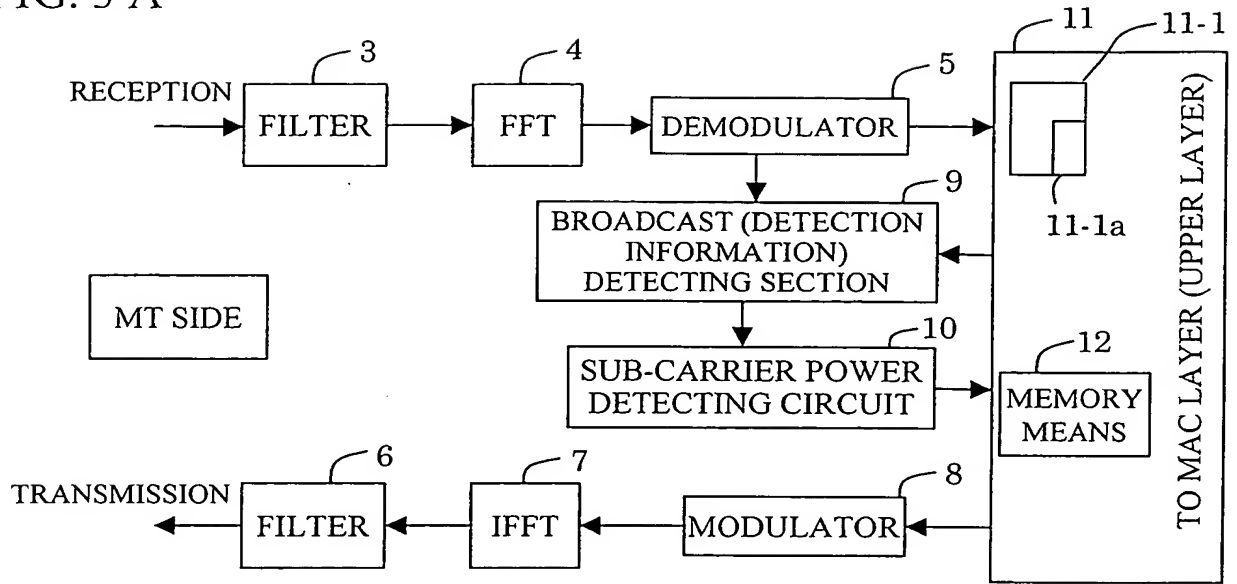 FIG. 5 A
11
11-1
3
4
5
RECEPTION
FILTER
FFT
DEMODULATOR
9
11-1a
BROADCAST (DETECTION
INFORMATION)
DETECTING SECTION
MT SIDE
10
12
SUB-CARRIER POWER
DETECTING CIRCUIT
MEMORY
MEANS
TO MAC LAYER (UPPER LAYER)
6
7
8
TRANSMISSION
FILTER
IFFT
MODULATOR